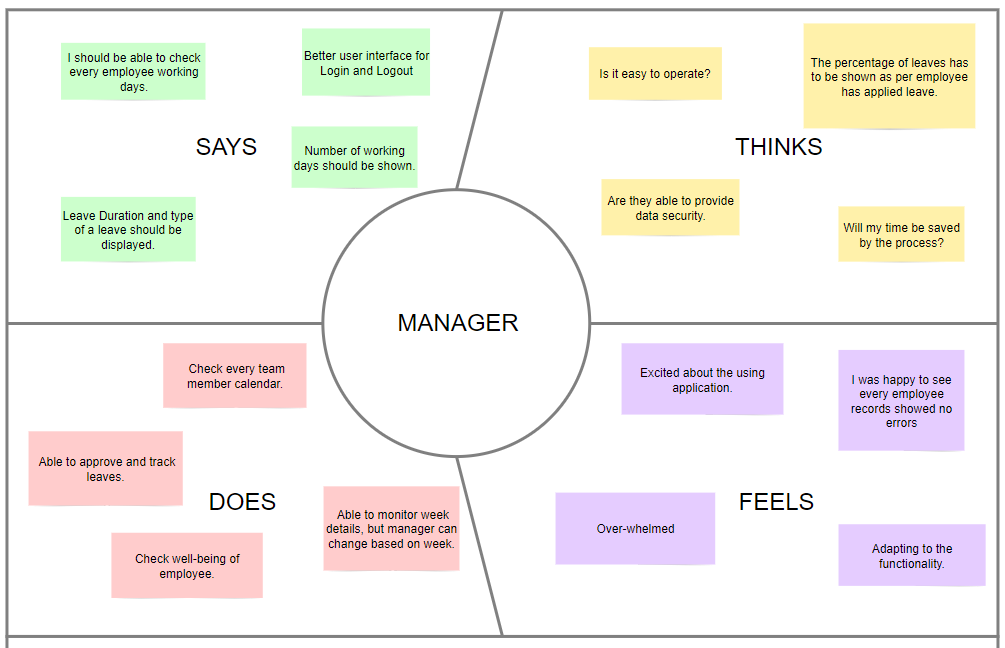 I should be able to check
every employee working
days.
Better user interface for
Login and Logout
SAYS
Number of working
days should be shown.
Leave Duration and type
of a leave should be
displayed.
Is it easy to operate?
The percentage of leaves has
to be shown as per employee
has applied leave.
THINKS
Are they able to provide
data security.
Will my time be saved
by the process?
MANAGER
Check every team
member calendar.
Able to approve and track
leaves.
DOES
Able to monitor week
details, but manager can
change based on week.
Check well-being of
employee.
Excited about the using
application.
I was happy to see
every employee
records showed no
errors
FEELS
Over-whelmed
Adapting to the
functionality.